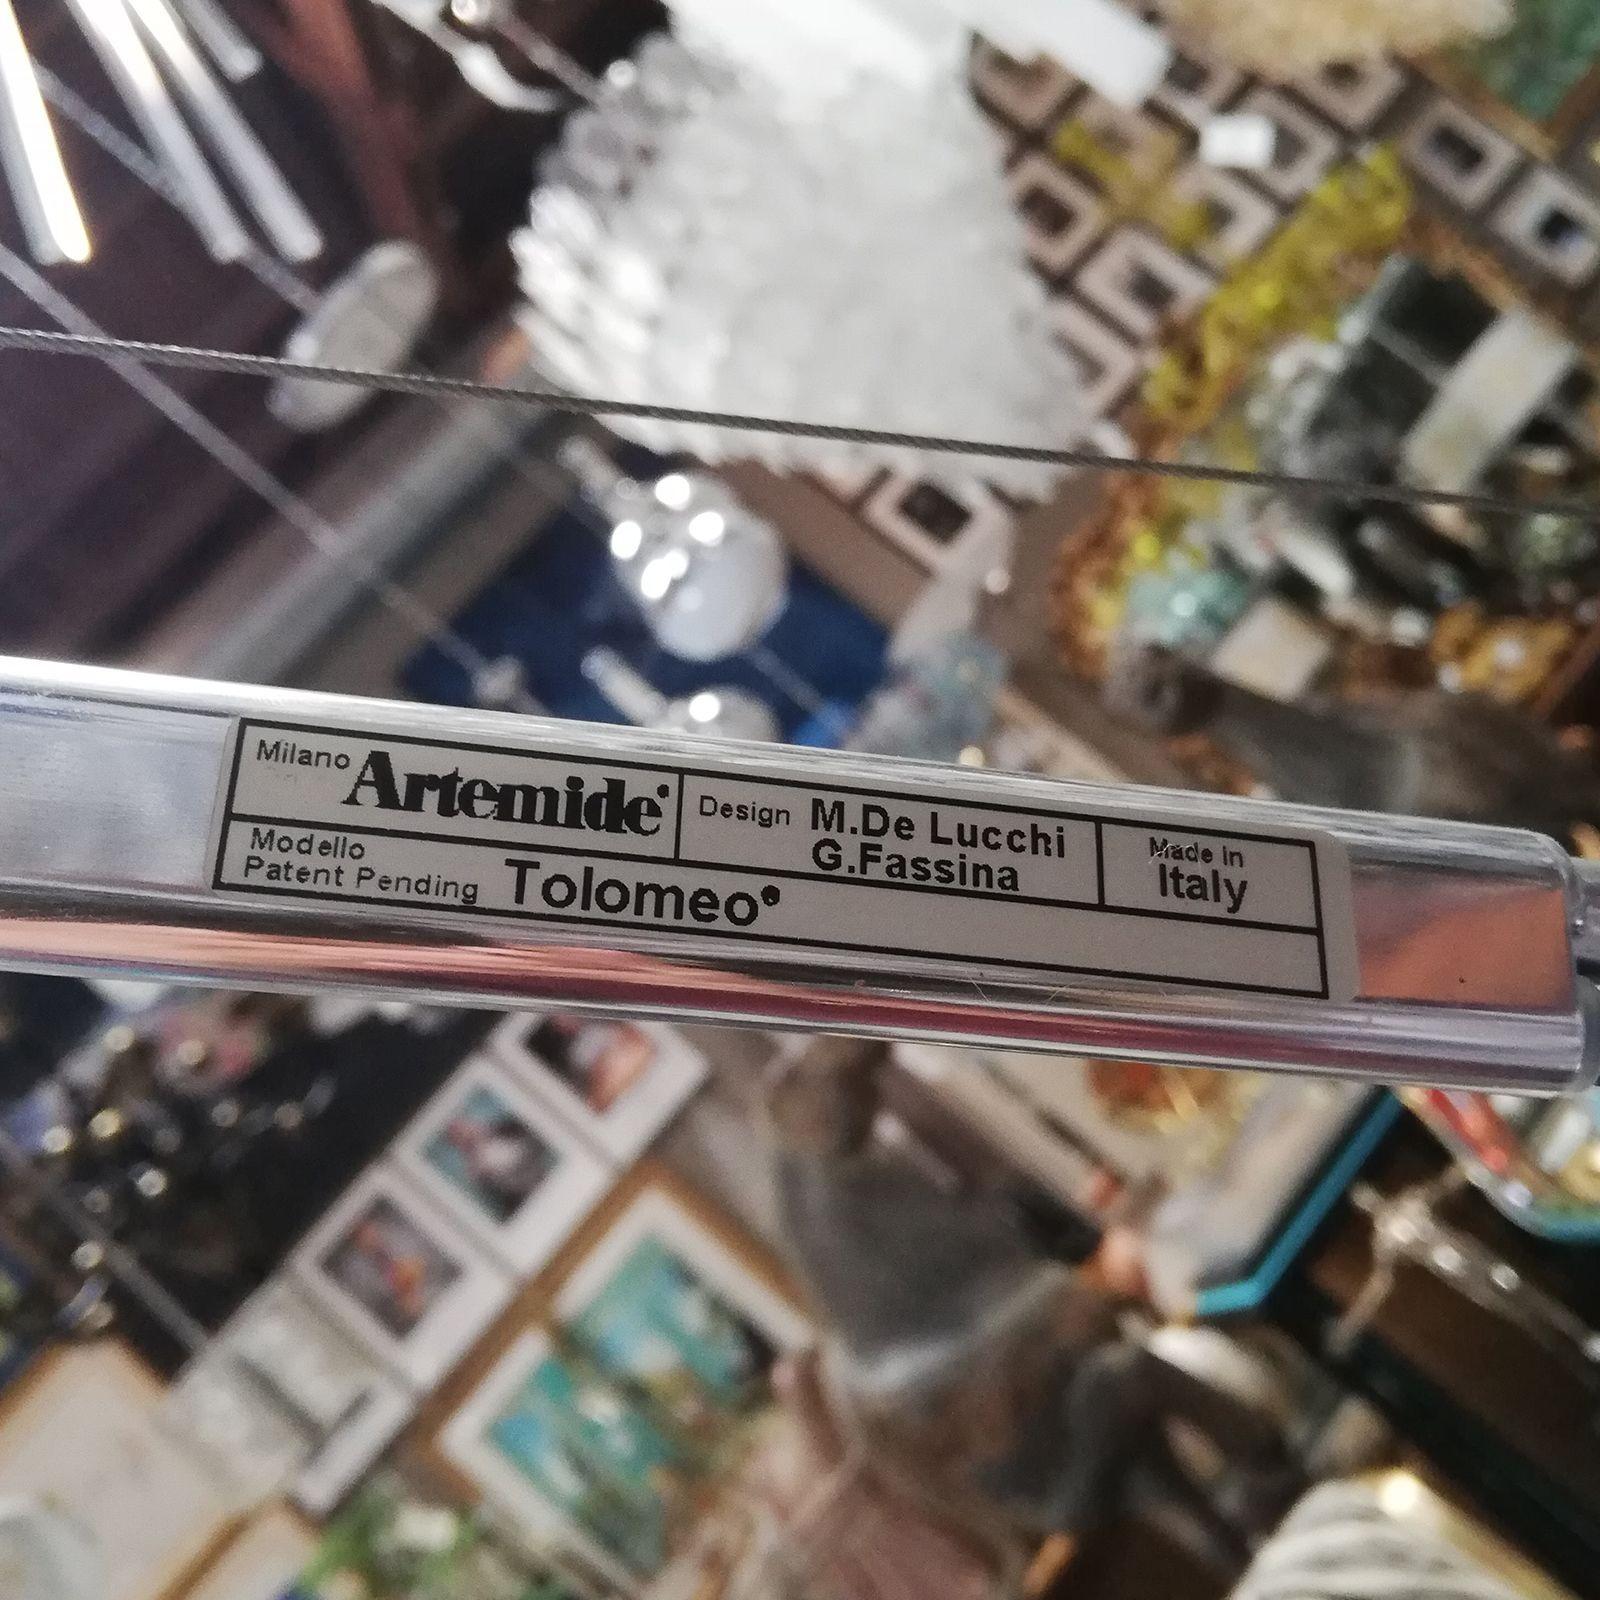 Milano Artemide
Design M.De Lucchi
G.Fassina
Made in
Italy
Modello
Patent Pending Tolomeo